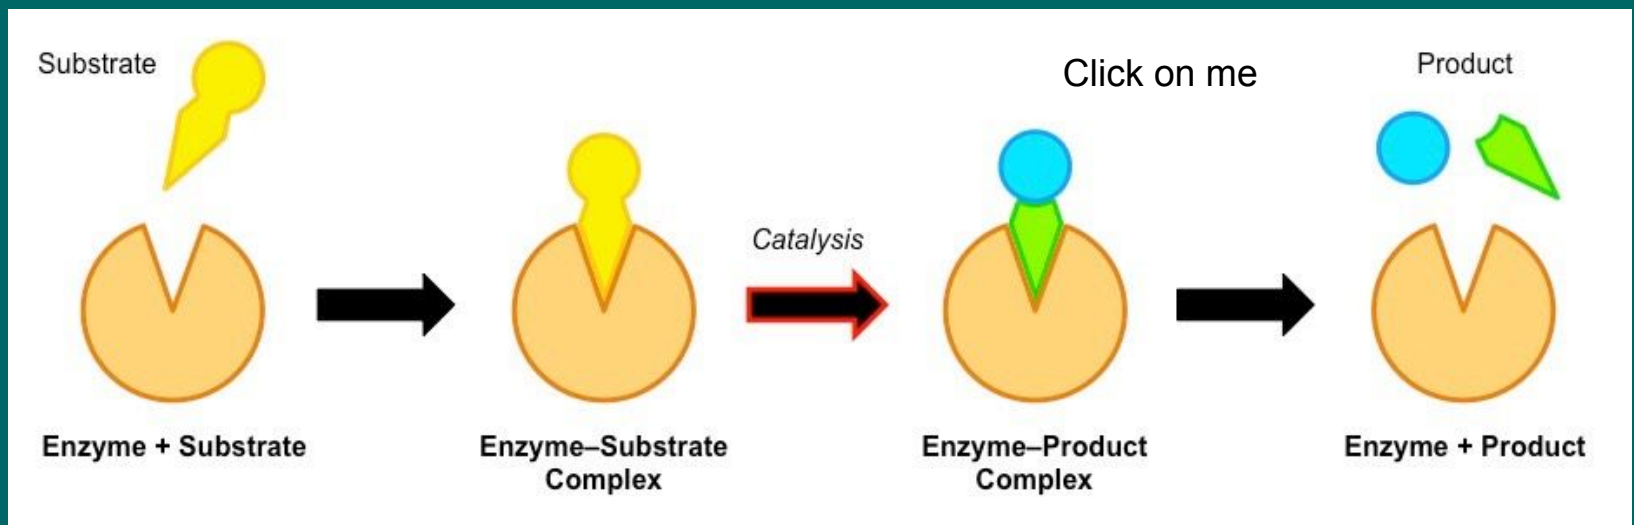 Substrate
Click on me
Product
Catalysis
Enzyme + Substrate
Enzyme–Substrate
Complex
Enzyme–Product
Complex
Enzyme + Product